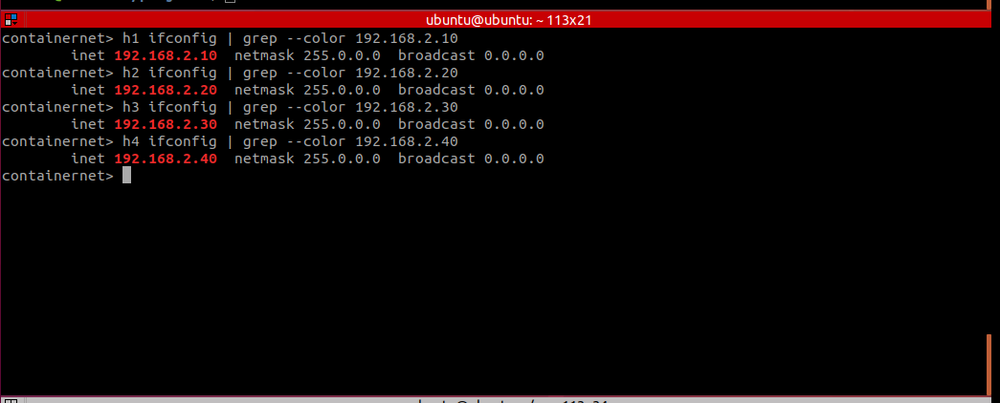 ubuntu@ubuntu: ~ 113x21
containernet> h1 ifconfig | grep --color 192.168.2.10
        inet 192.168.2.10  netmask 255.0.0.0  broadcast 0.0.0.0
containernet> h2 ifconfig | grep --color 192.168.2.20
        inet 192.168.2.20  netmask 255.0.0.0  broadcast 0.0.0.0
containernet> h3 ifconfig | grep --color 192.168.2.30
        inet 192.168.2.30  netmask 255.0.0.0  broadcast 0.0.0.0
containernet> h4 ifconfig | grep --color 192.168.2.40
        inet 192.168.2.40  netmask 255.0.0.0  broadcast 0.0.0.0
containernet>